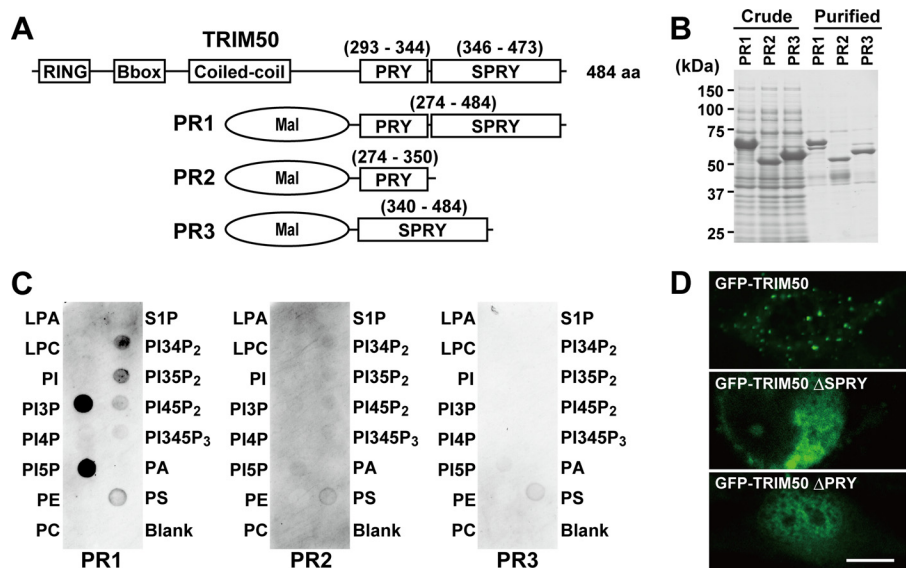 A
TRIM50
(293 - 344) (346 - 473)
RING Bbox Coiled-coil PRY SPRY 484 aa
(274 - 484)
PR1 Mal PRY SPRY
(274 - 350)
PR2 Mal PRY
(340 - 484)
PR3 Mal SPRY
B
Crude Purified
PR1 PR2 PR3 PR1 PR2 PR3
(kDa)
150
100
75
50
37
25
C
LPA S1P LPA S1P LPA S1P
LPC PI34P2 LPC PI34P2 LPC PI34P2
PI PI35P2 PI PI35P2 PI PI35P2
PI3P PI45P2 PI3P PI45P2 PI3P PI45P2
PI4P PI345P3 PI4P PI345P3 PI4P PI345P3
PI5P PA PI5P PA PI5P PA
PE PS PE PS PE PS
PC Blank PC Blank PC Blank
PR1 PR2 PR3
D
GFP-TRIM50
GFP-TRIM50 ΔSPRY
GFP-TRIM50 ΔPRY